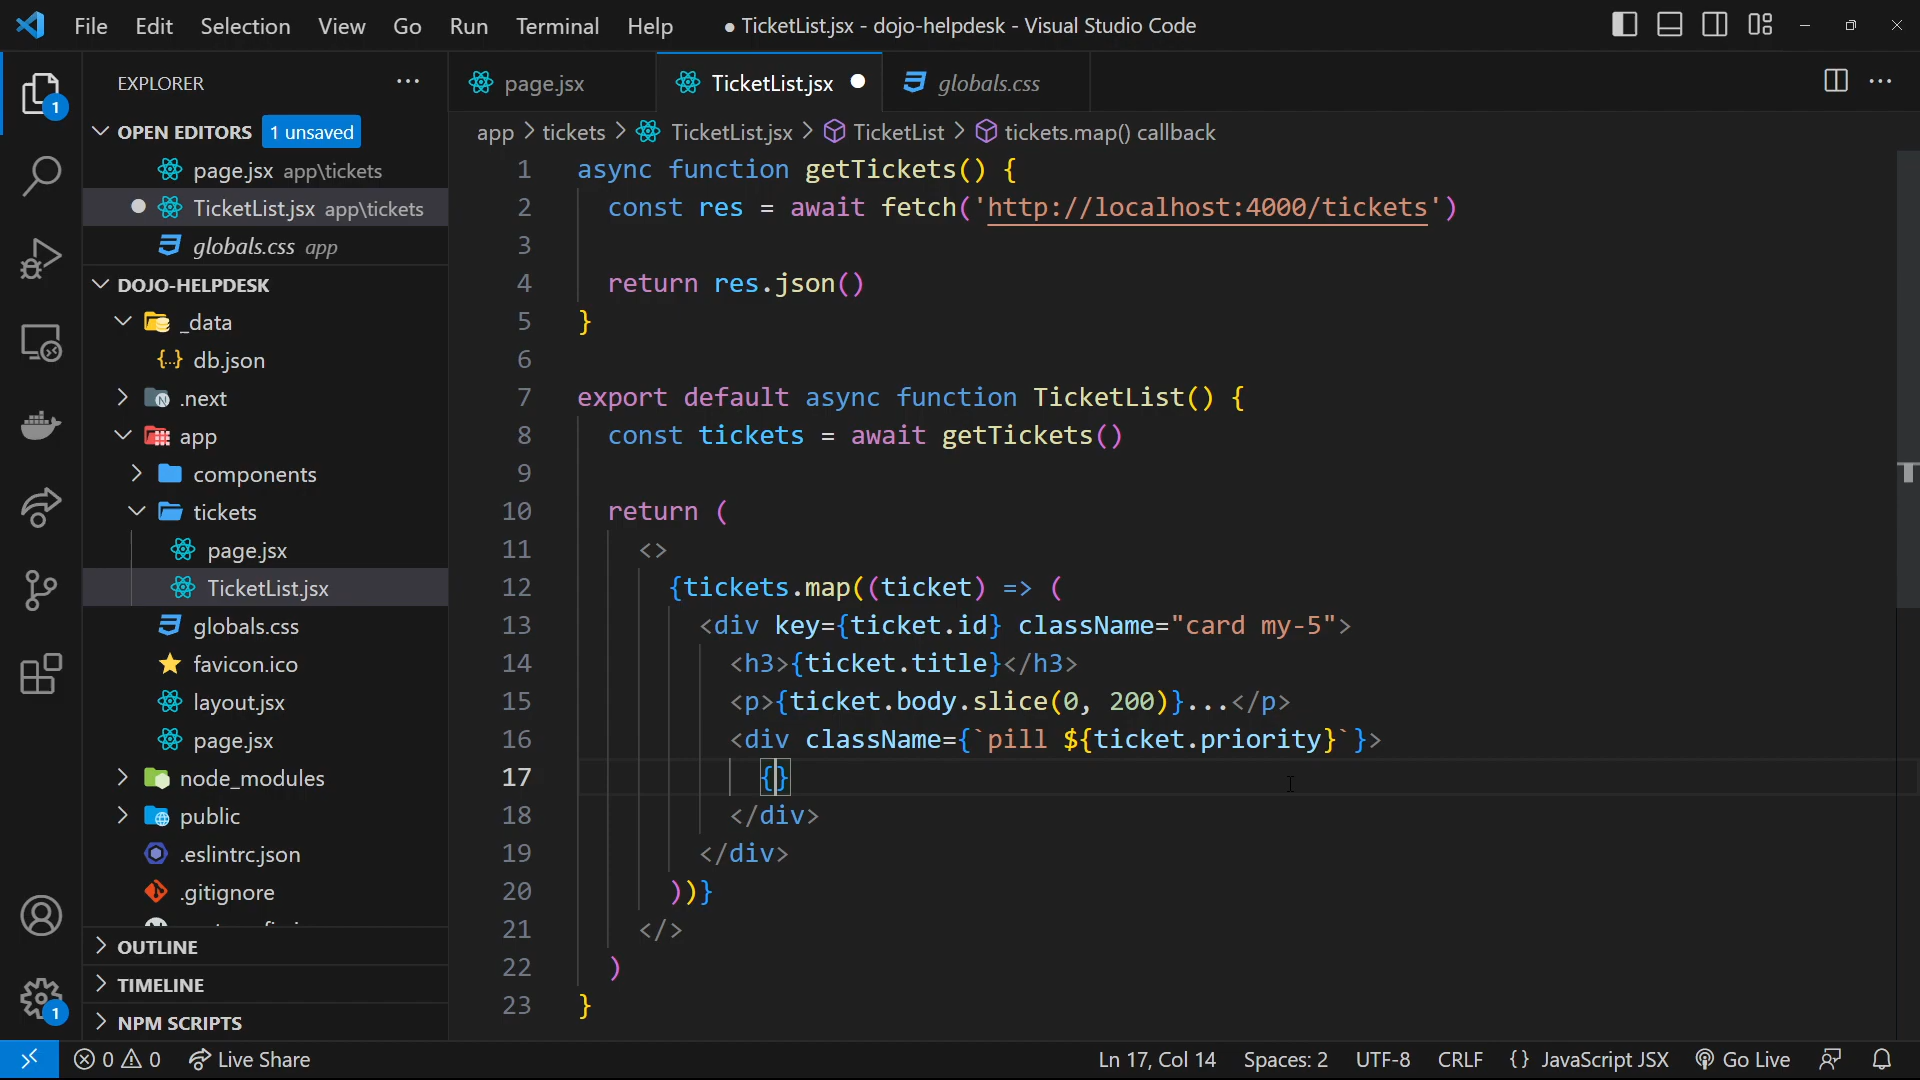 File Edit Selection View Go Run Terminal Help ● TicketList.jsx - dojo-helpdesk - Visual Studio Code
EXPLORER ...
OPEN EDITORS 1 unsaved
page.jsx app\tickets
TicketList.jsx app\tickets
globals.css app
DOJO-HELPDESK
_data
{..} db.json
.next
app
components
tickets
page.jsx
TicketList.jsx
globals.css
favicon.ico
layout.jsx
page.jsx
node_modules
public
.eslintrc.json
.gitignore
OUTLINE
TIMELINE
NPM SCRIPTS
1
1
page.jsx TicketList.jsx ● globals.css
app > tickets > TicketList.jsx > TicketList > tickets.map() callback
1 async function getTickets() {
2   const res = await fetch('http://localhost:4000/tickets')
3
4   return res.json()
5 }
6
7 export default async function TicketList() {
8   const tickets = await getTickets()
9
10   return (
11     <>
12       {tickets.map((ticket) => (
13         <div key={ticket.id} className="card my-5">
14           <h3>{ticket.title}</h3>
15           <p>{ticket.body.slice(0, 200)}...</p>
16           <div className={`pill ${ticket.priority}`}>
17             {}
18           </div>
19         </div>
20       ))}
21     </>
22   )
23 }
0 0 Live Share Ln 17, Col 14 Spaces: 2 UTF-8 CRLF {} JavaScript JSX Go Live